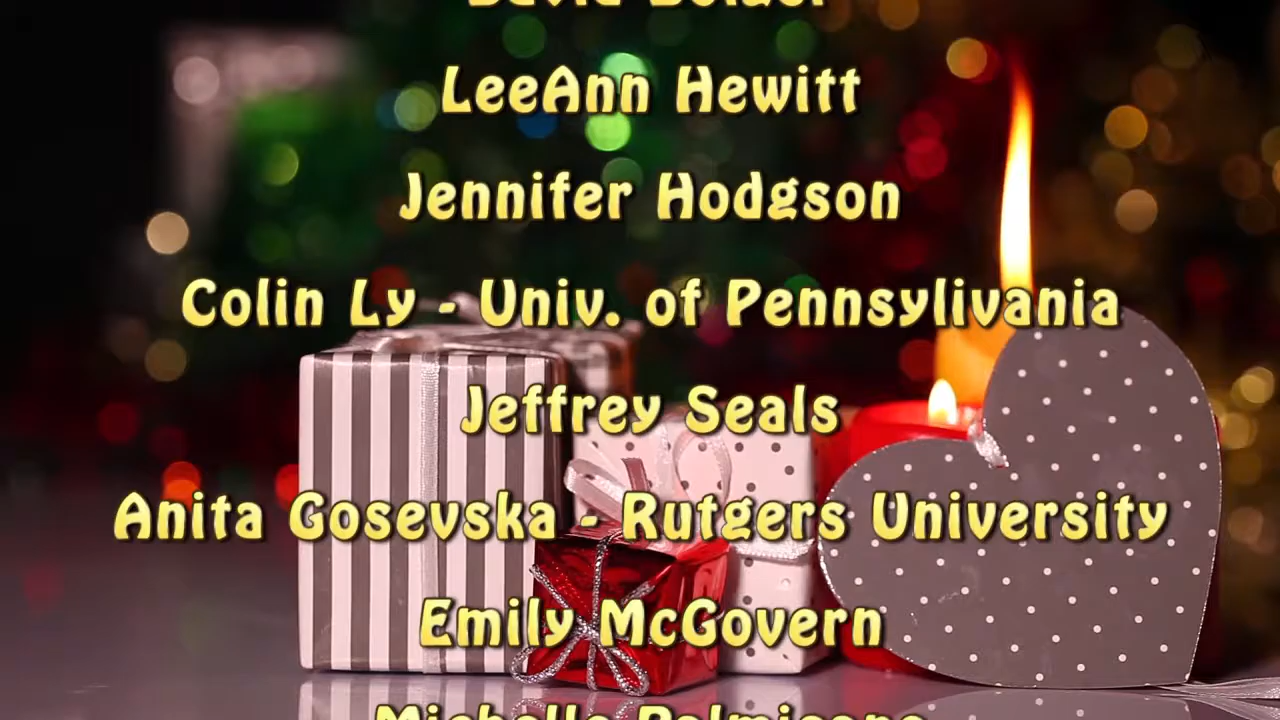 LeeAnn Hewitt
Jennifer Hodgson
Colin Ly - Univ. of Pennsylivania
Jeffrey Seals
Anita Gosevska - Rutgers University
Emily McGovern